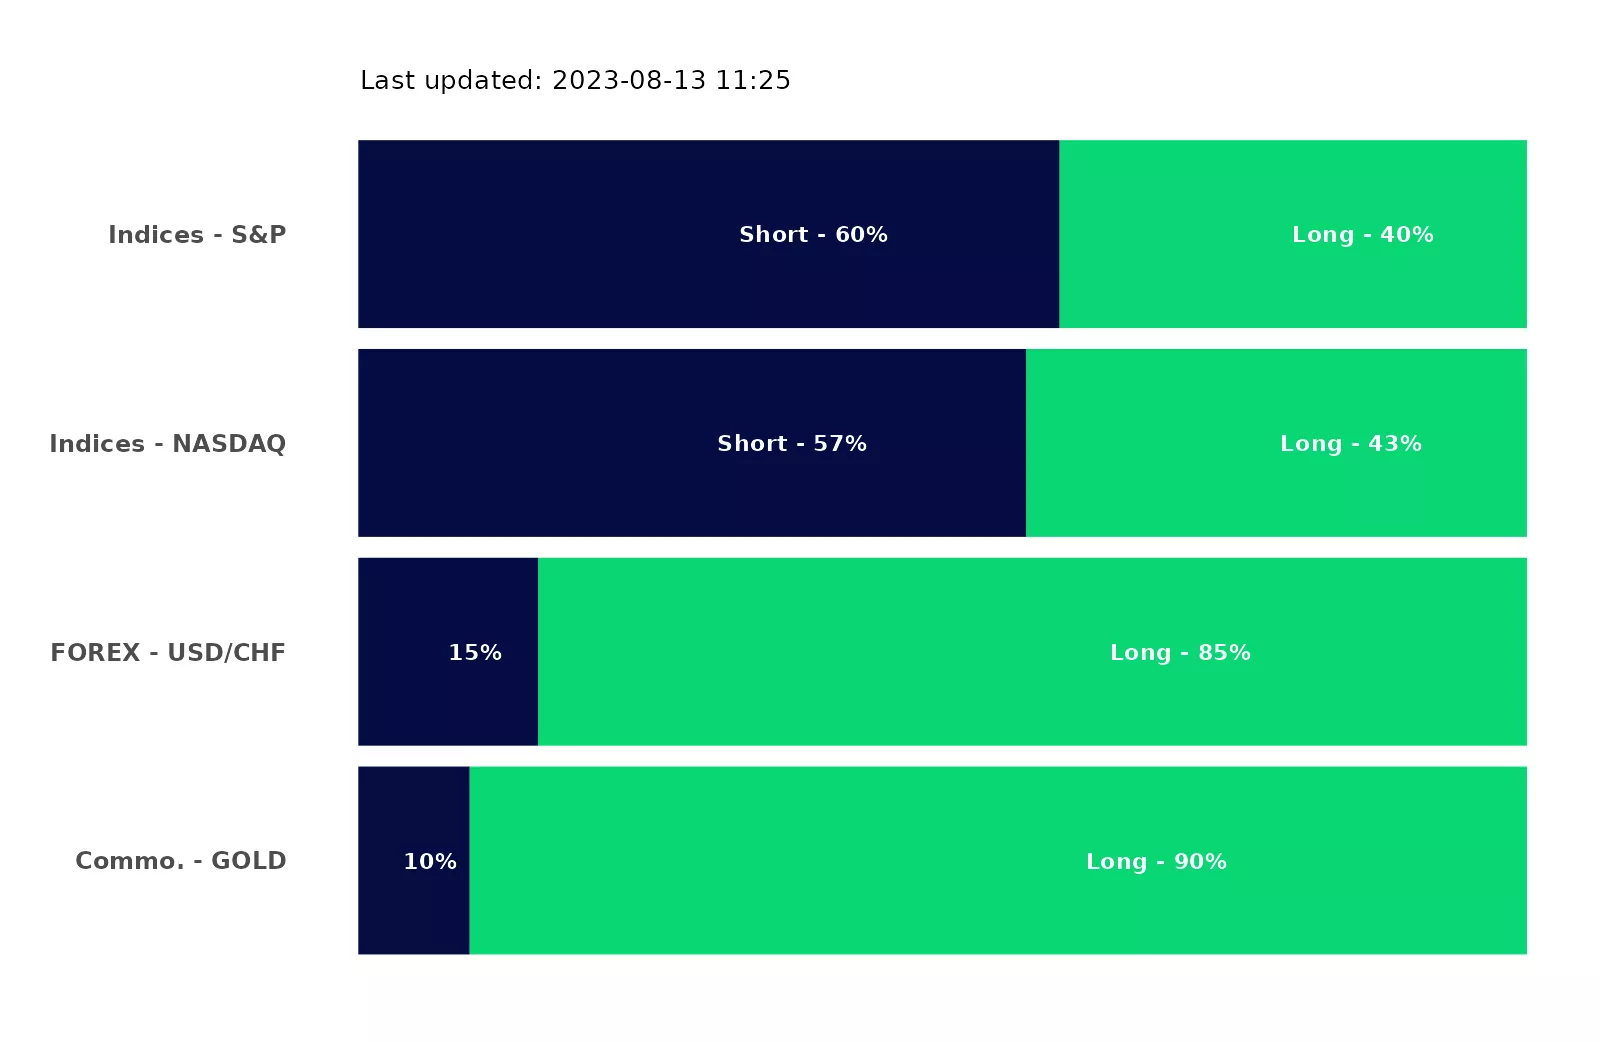 Last updated: 2023-08-13 11:25
Indices - S&P Short - 60% Long - 40%
Indices - NASDAQ Short - 57% Long - 43%
FOREX - USD/CHF 15% Long - 85%
Commo. - GOLD 10% Long - 90%